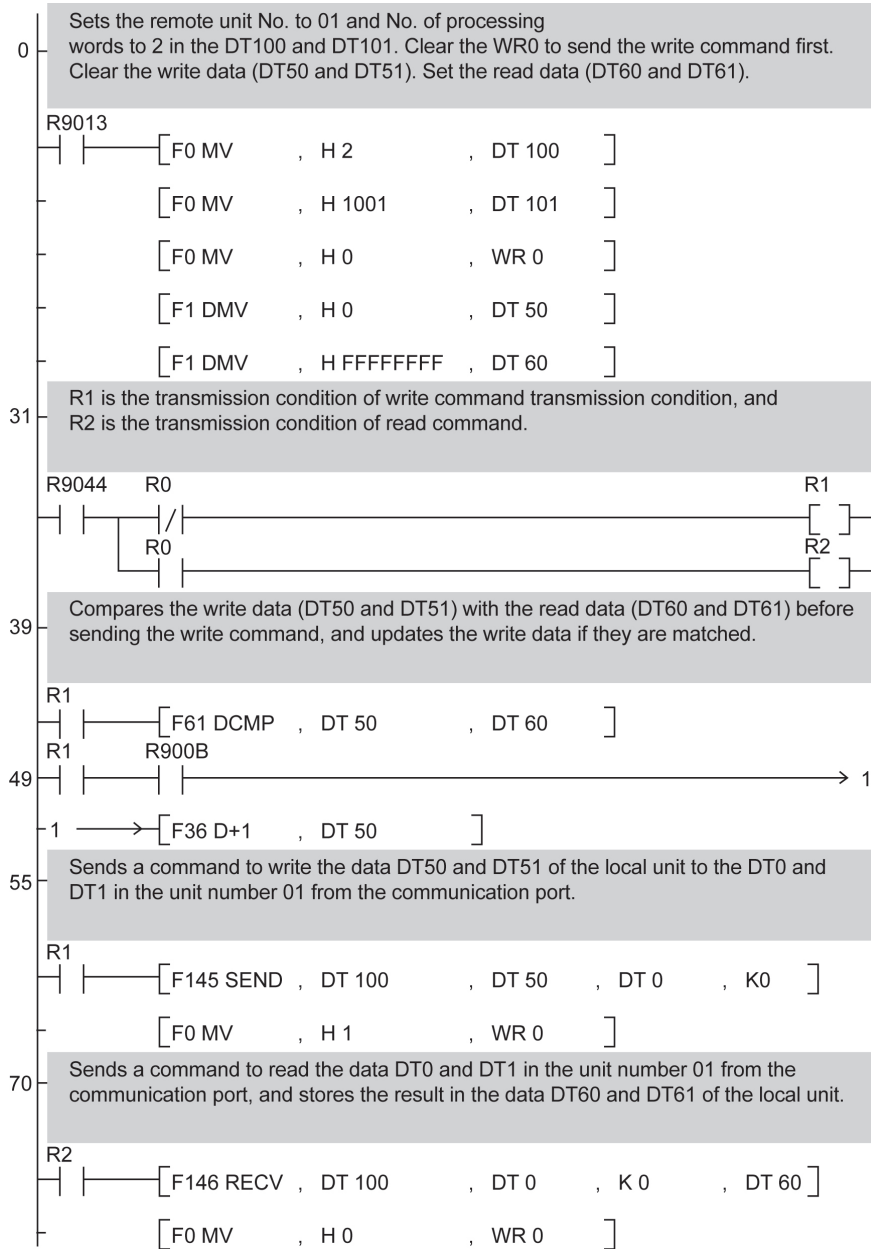 Sets the remote unit No. to 01 and No. of processing
0 words to 2 in the DT100 and DT101. Clear the WR0 to send the write command first.
Clear the write data (DT50 and DT51). Set the read data (DT60 and DT61).
R9013
F0 MV , H 2 , DT 100
F0 MV , H 1001 , DT 101
F0 MV , H 0 , WR 0
F1 DMV , H 0 , DT 50
F1 DMV , H FFFFFFFF , DT 60
R1 is the transmission condition of write command transmission condition, and
31 R2 is the transmission condition of read command.
R9044 R0 R1
R0 R2
Compares the write data (DT50 and DT51) with the read data (DT60 and DT61) before
39 sending the write command, and updates the write data if they are matched.
R1
F61 DCMP , DT 50 , DT 60
R1 R900B
49 1
1 F36 D+1 , DT 50
Sends a command to write the data DT50 and DT51 of the local unit to the DT0 and
55 DT1 in the unit number 01 from the communication port.
R1
F145 SEND , DT 100 , DT 50 , DT 0 , K0
F0 MV , H 1 , WR 0
Sends a command to read the data DT0 and DT1 in the unit number 01 from the
70 communication port, and stores the result in the data DT60 and DT61 of the local unit.
R2
F146 RECV , DT 100 , DT 0 , K 0 , DT 60
F0 MV , H 0 , WR 0